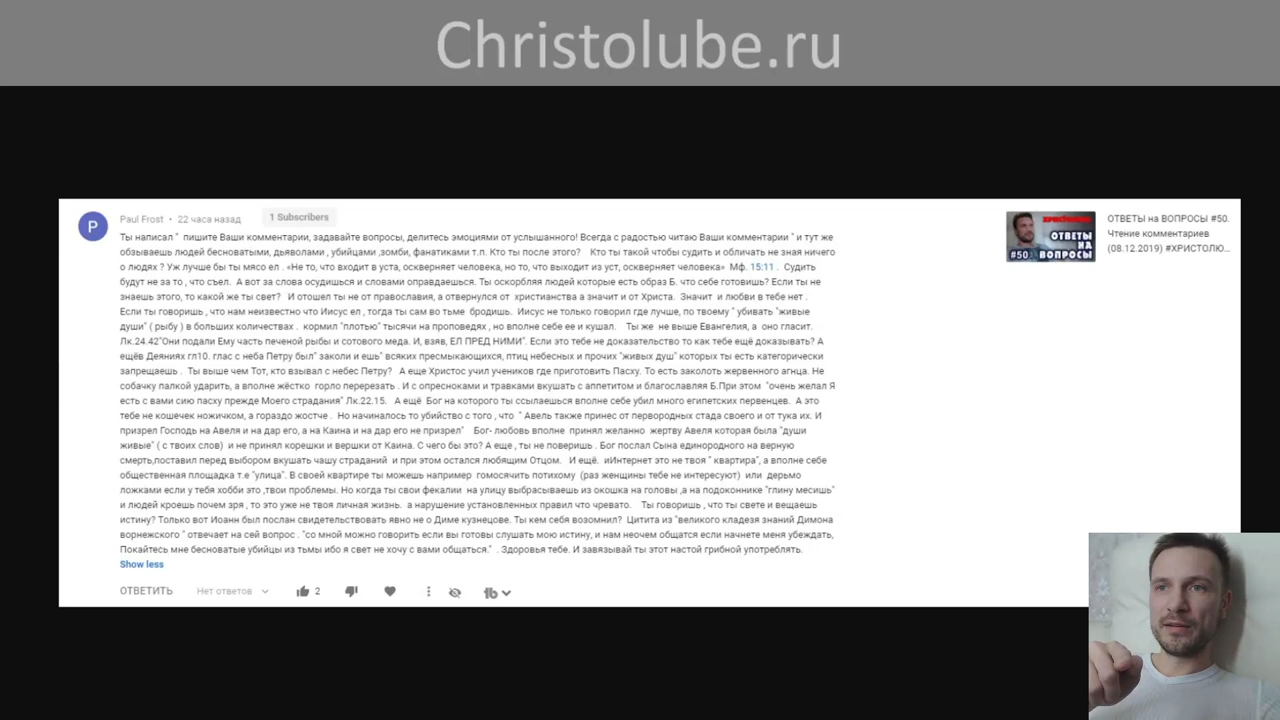 Christolube.ru
Paul Frost • 22 часа назад 1 Subscribers
Ты написал " пишите Ваши комментарии, задавайте вопросы, делитесь эмоциями от услышанного! Всегда с радостью читаю Ваши комментарии " и тут же
обзываешь людей бесноватыми, дьяволами , убийцами ,зомби, фанатиками т.п. Кто ты после этого? Кто ты такой чтобы судить и обличать не зная ничего
о людях ? Уж лучше бы ты мясо ел . «Не то, что входит в уста, оскверняет человека, но то, что выходит из уст, оскверняет человека» Мф. 15:11 . Судить
будут не за то , что съел. А вот за слова осудишься и словами оправдаешься. Ты оскорбляя людей которые есть образ Б. что себе готовишь? Если ты не
знаешь этого, то какой же ты свет? И отошел ты не от православия, а отвернулся от христианства а значит и от Христа. Значит и любви в тебе нет .
Если ты говоришь , что нам неизвестно что Иисус ел , тогда ты сам во тьме бродишь. Иисус не только говорил где лучше, по твоему " убивать "живые
души" ( рыбу ) в больших количествах . кормил "плотью" тысячи на проповедях , но вполне себе ее и кушал. Ты же не выше Евангелия, а оно гласит.
Лк.24.42"Они подали Ему часть печеной рыбы и сотового меда. И, взяв, ЕЛ ПРЕД НИМИ". Если это тебе не доказательство то как тебе ещё доказывать? А
ещёв Деяниях гл10. глас с неба Петру был" заколи и ешь" всяких пресмыкающихся, птиц небесных и прочих "живых душ" которых ты есть категорически
запрещаешь . Ты выше чем Тот, кто взывал с небес Петру? А еще Христос учил учеников где приготовить Пасху. То есть заколоть жервенного агнца. Не
собачку палкой ударить, а вполне жёстко горло перерезать . И с опресноками и травками вкушать с аппетитом и благославляя Б.При этом "очень желал Я
есть с вами сию пасху прежде Моего страдания" Лк.22.15. А ещё Бог на которого ты ссылаешься вполне себе убил много египетских первенцев. А это
тебе не кошечек ножичком, а гораздо жостче . Но начиналось то убийство с того , что " Авель также принес от первородных стада своего и от тука их. И
призрел Господь на Авеля и на дар его, а на Каина и на дар его не призрел" Бог- любовь вполне принял желанно жертву Авеля которая была "души
живые" ( с твоих слов) и не принял корешки и вершки от Каина. С чего бы это? А еще , ты не поверишь . Бог послал Сына единородного на верную
смерть,поставил перед выбором вкушать чашу страданий и при этом остался любящим Отцом. И ещё. иИнтернет это не твоя " квартира", а вполне себе
общественная площадка т.е "улица". В своей квартире ты можешь например гомосячить потихому (раз женщины тебе не интересуют) или дерьмо
ложками если у тебя хобби это ,твои проблемы. Но когда ты свои фекалии на улицу выбрасываешь из окошка на головы ,а на подоконнике "глину месишь"
и людей кроешь почем зря , то это уже не твоя личная жизнь. а нарушение установленных правил что чревато. Ты говоришь , что ты свете и вещаешь
истину? Только вот Иоанн был послан свидетельствовать явно не о Диме кузнецове. Ты кем себя возомнил? Цитита из "великого кладезя знаний Димона
ворнежского " отвечает на сей вопрос . "со мной можно говорить если вы готовы слушать мою истину, и нам неочем общатся если начнете меня убеждать,
Покайтесь мне бесноватые убийцы из тьмы ибо я свет не хочу с вами общаться." . Здоровья тебе. И завязывай ты этот настой грибной употреблять.
Show less
ОТВЕТИТЬ Нет ответов 2
ОТВЕТЫ
НА
#50 ВОПРОСЫ
ОТВЕТЫ на ВОПРОСЫ #50.
Чтение комментариев
(08.12.2019) #ХРИСТОЛЮ...